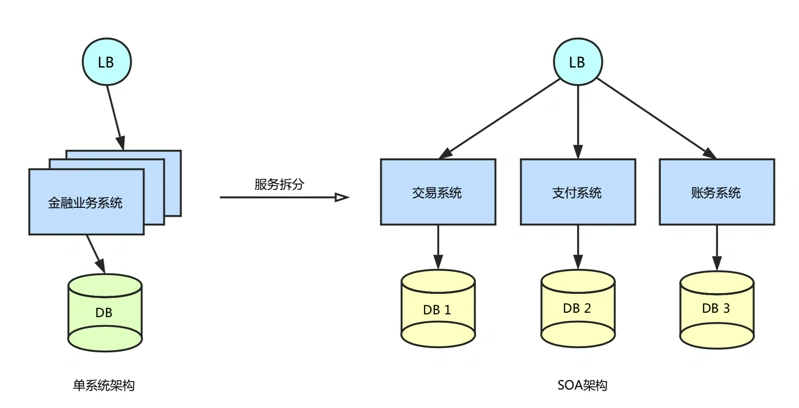 LB
LB
金融业务系统
服务拆分
交易系统
支付系统
账务系统
DB
DB 1
DB 2
DB 3
单系统架构
SOA架构